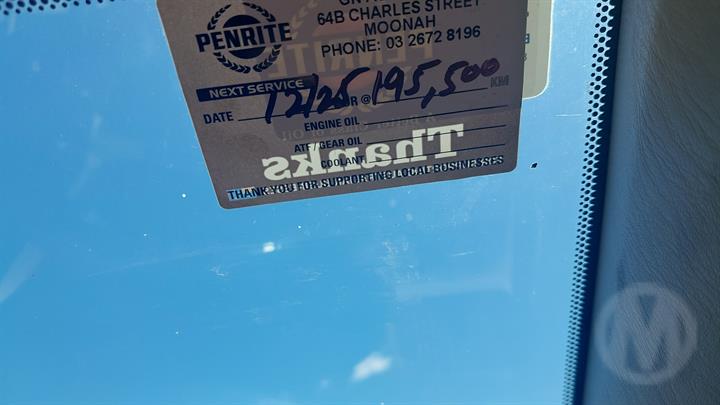 64B CHARLES STREET
MOONAH
PHONE: 03 2672 8196
PENRITE
NEXT SERVICE
DATE 12/25 OR @ 195,500 KM
ENGINE OIL
ATF/GEAR OIL
COOLANT
Thanks
THANK YOU FOR SUPPORTING LOCAL BUSINESSES
M